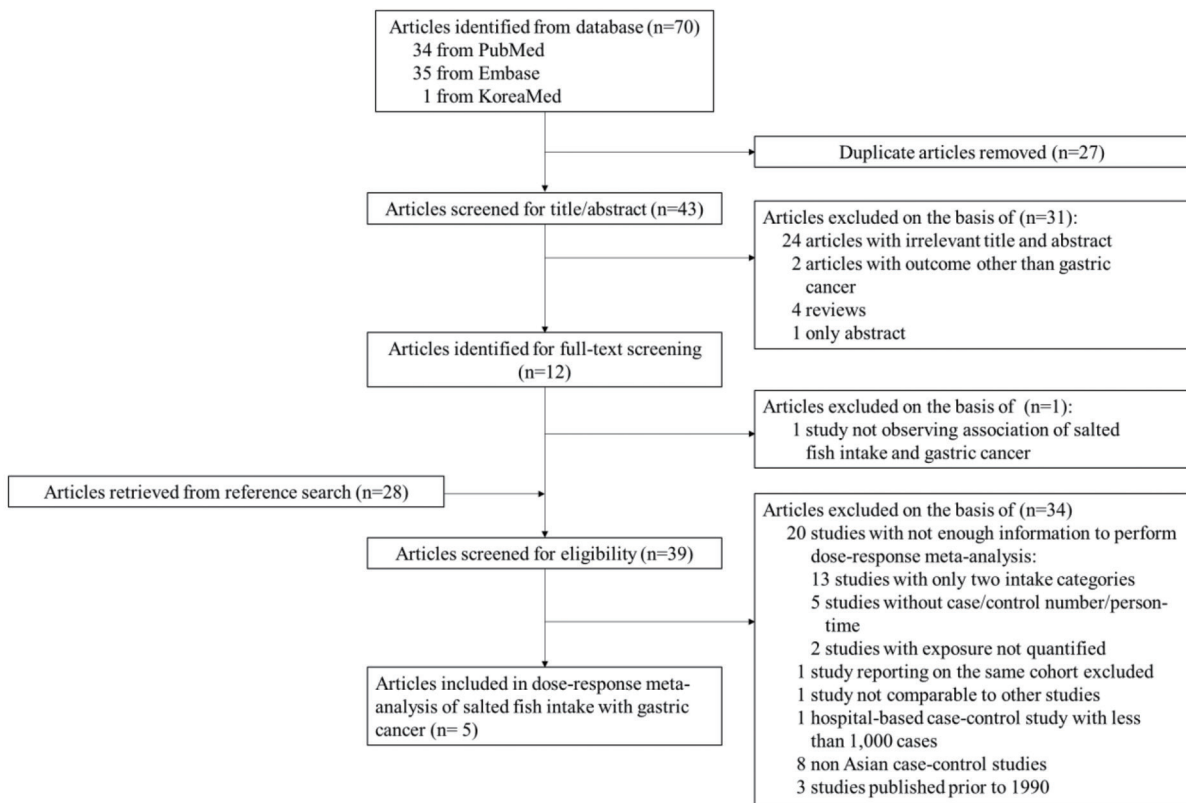 Articles identified from database (n=70)
34 from PubMed
35 from Embase
1 from KoreaMed
Duplicate articles removed (n=27)
Articles screened for title/abstract (n=43)
Articles excluded on the basis of (n=31):
24 articles with irrelevant title and abstract
2 articles with outcome other than gastric
cancer
4 reviews
1 only abstract
Articles identified for full-text screening
(n=12)
Articles excluded on the basis of (n=1):
1 study not observing association of salted
fish intake and gastric cancer
Articles retrieved from reference search (n=28)
Articles screened for eligibility (n=39)
Articles excluded on the basis of (n=34)
20 studies with not enough information to perform
dose-response meta-analysis:
13 studies with only two intake categories
5 studies without case/control number/person-
time
2 studies with exposure not quantified
1 study reporting on the same cohort excluded
1 study not comparable to other studies
1 hospital-based case-control study with less
than 1,000 cases
8 non Asian case-control studies
3 studies published prior to 1990
Articles included in dose-response meta-
analysis of salted fish intake with gastric
cancer (n= 5)